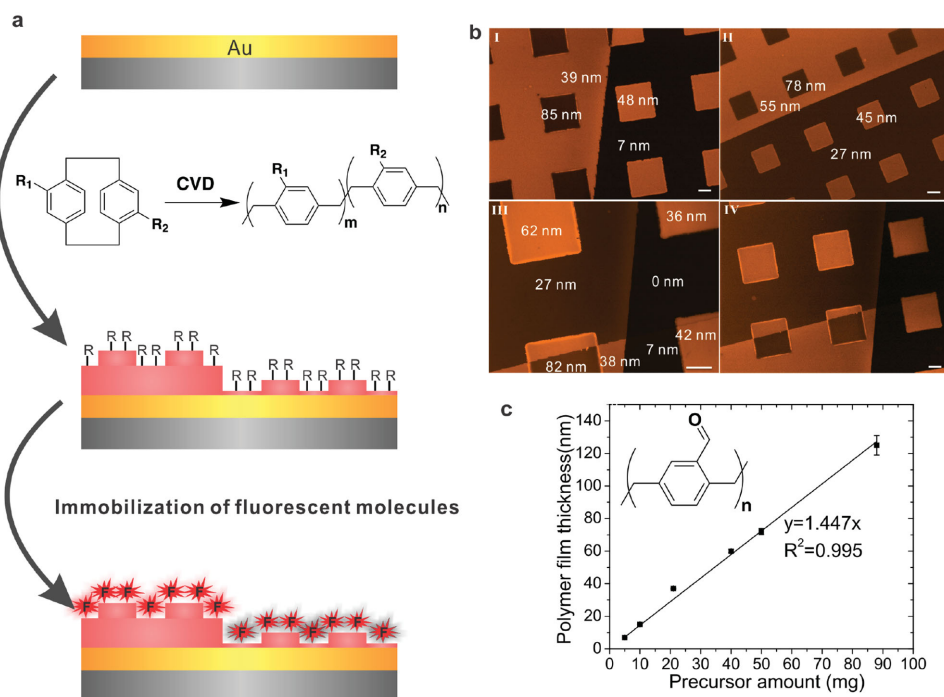 a
Au
R1
R2
CVD
R1
R2
m
n
R
R R
R R
R R
R
R R
R R
R R
R R
R R
Immobilization of fluorescent molecules
F
F F
F
F F
F
F
F F
F
F F
F
b
I
39 nm
48 nm
85 nm
7 nm
II
78 nm
55 nm
45 nm
27 nm
III
62 nm
36 nm
27 nm
0 nm
42 nm
7 nm
82 nm
38 nm
IV
c
Polymer film thickness(nm)
140
120
100
80
60
40
20
0
O
n
y=1.447x
R²=0.995
0 10 20 30 40 50 60 70 80 90 100
Precursor amount (mg)